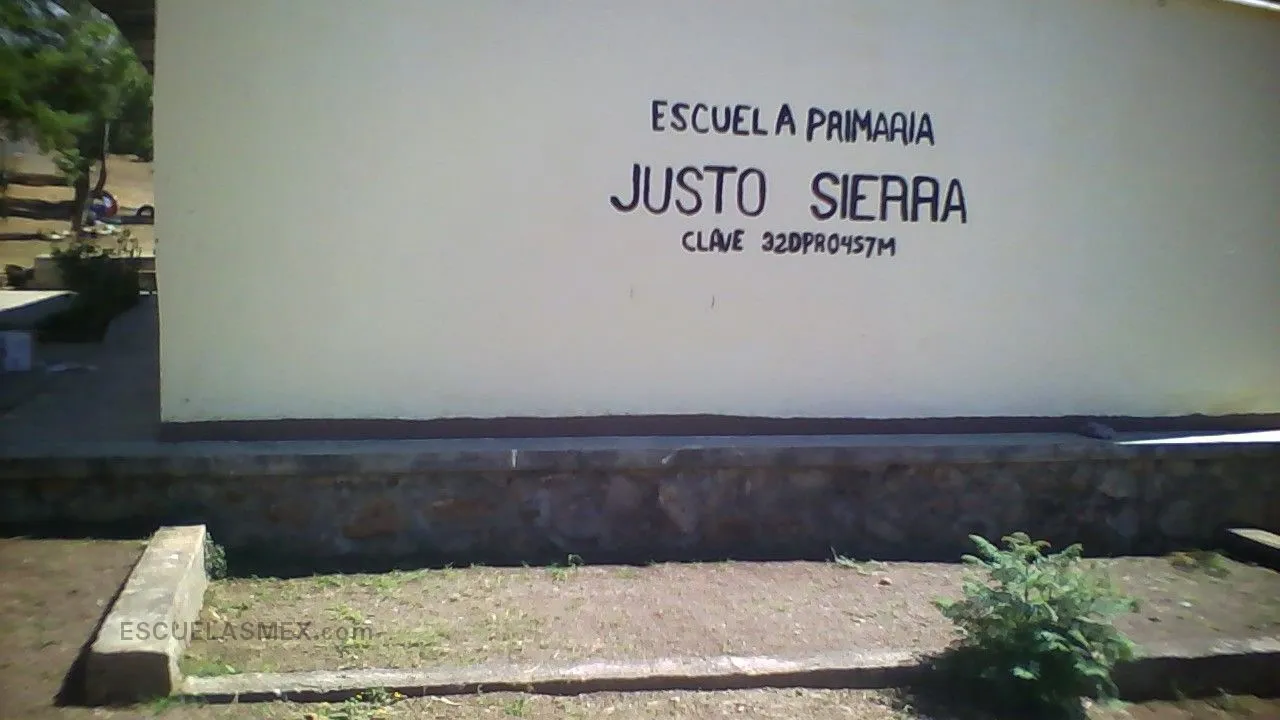 ESCUELA PRIMARIA
JUSTO SIERRA
CLAVE 32DPR0457M
ESCUELASMEX.com